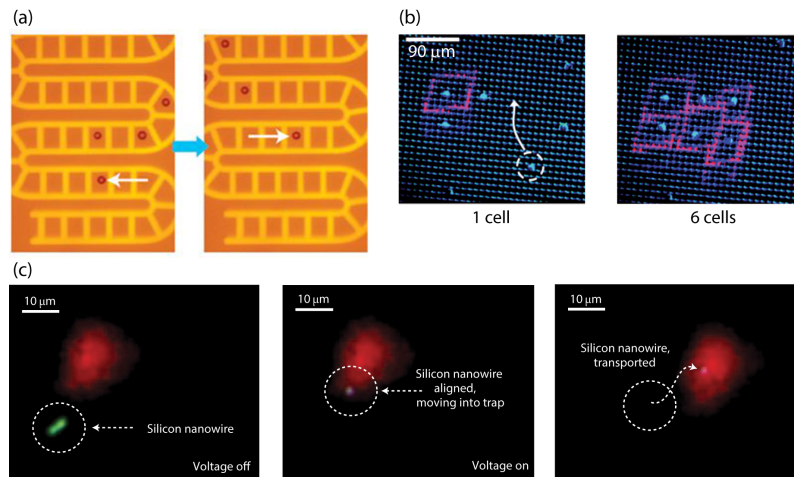 (a)
(b)
90 μm
1 cell
6 cells
(c)
10 μm
Silicon nanowire
Voltage off
10 μm
Silicon nanowire
aligned,
moving into trap
Voltage on
10 μm
Silicon nanowire,
transported